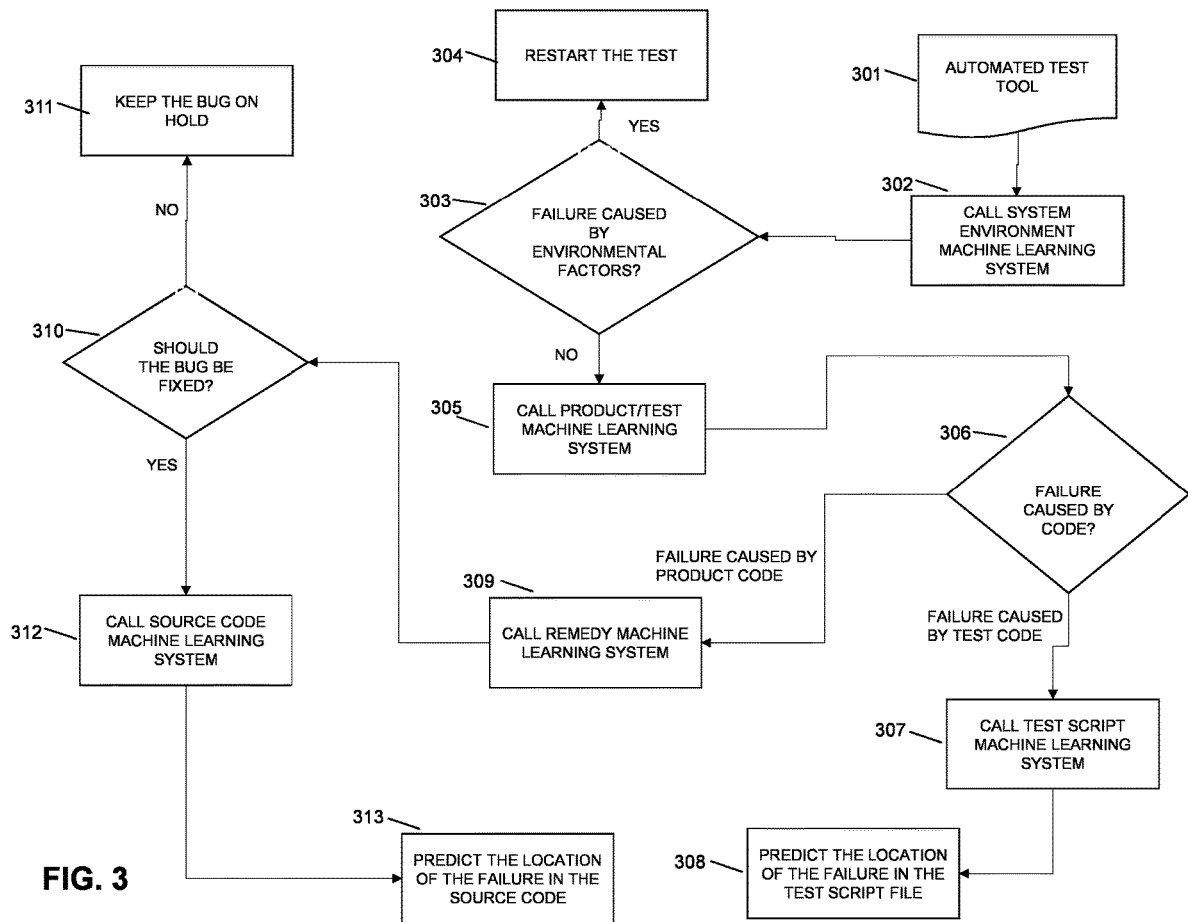 304
RESTART THE TEST
301
AUTOMATED TEST
TOOL
311
KEEP THE BUG ON
HOLD
YES
302
CALL SYSTEM
ENVIRONMENT
MACHINE LEARNING
SYSTEM
303
FAILURE CAUSED
BY
ENVIRONMENTAL
FACTORS?
NO
310
SHOULD
THE BUG BE
FIXED?
NO
305
CALL PRODUCT/TEST
MACHINE LEARNING
SYSTEM
306
FAILURE
CAUSED BY
CODE?
YES
FAILURE CAUSED BY
PRODUCT CODE
309
CALL REMEDY MACHINE
LEARNING SYSTEM
FAILURE CAUSED
BY TEST CODE
312
CALL SOURCE CODE
MACHINE LEARNING
SYSTEM
307
CALL TEST SCRIPT
MACHINE LEARNING
SYSTEM
313
PREDICT THE LOCATION
OF THE FAILURE IN THE
SOURCE CODE
308
PREDICT THE LOCATION
OF THE FAILURE IN THE
TEST SCRIPT FILE
FIG. 3